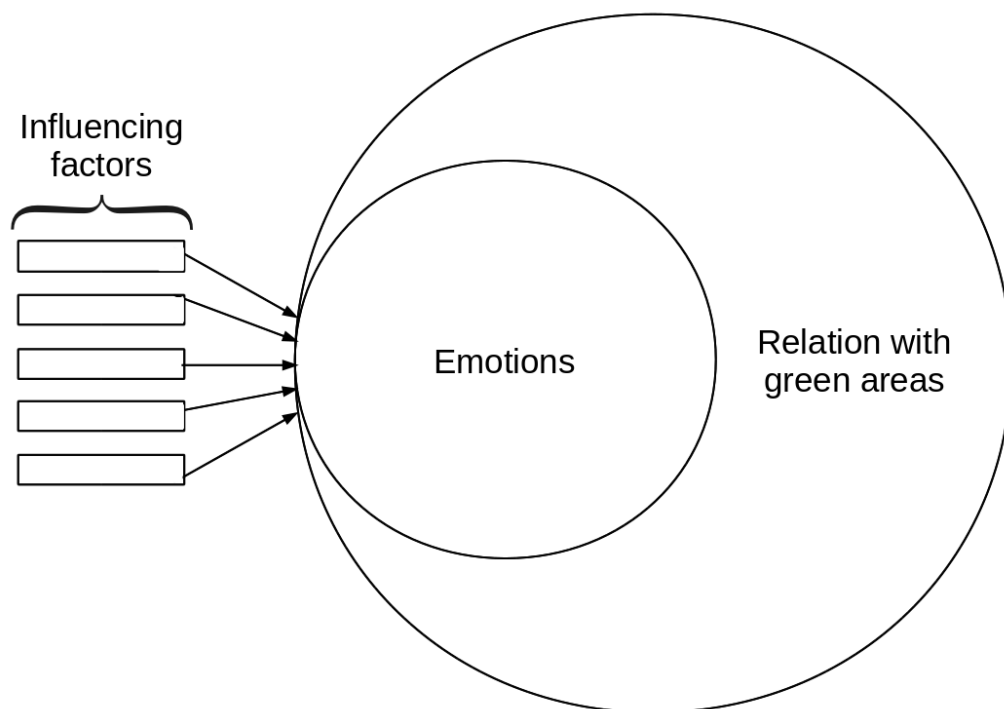 Influencing
factors
Emotions
Relation with
green areas